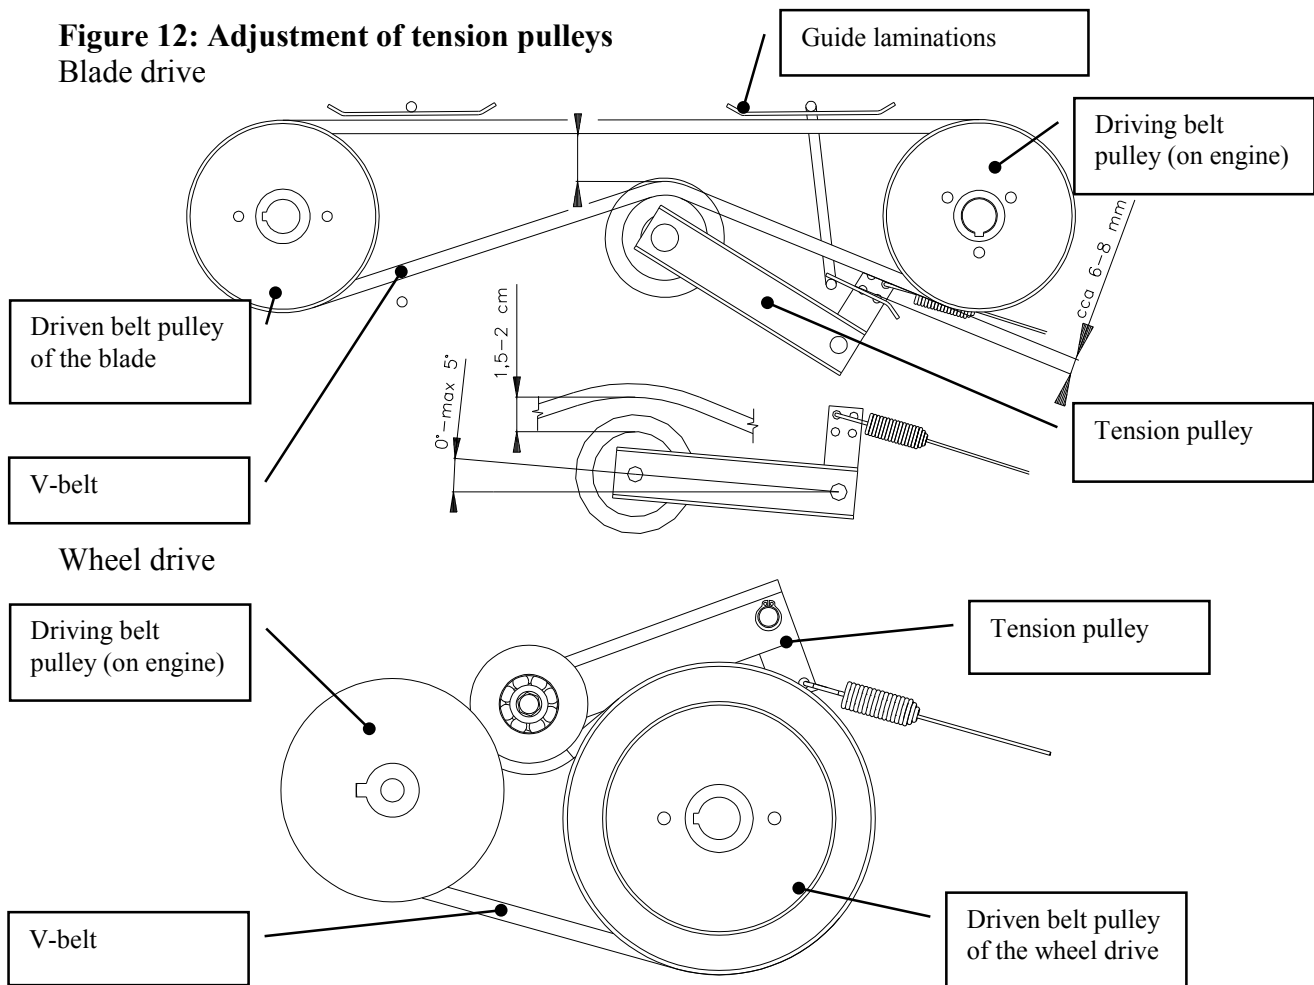 Figure 12: Adjustment of tension pulleys
Blade drive
Guide laminations
Driving belt
pulley (on engine)
cca 6-8 mm
Driven belt pulley
of the blade
1,5-2 cm
0°-max 5°
Tension pulley
V-belt
Wheel drive
Driving belt
pulley (on engine)
Tension pulley
V-belt
Driven belt pulley
of the wheel drive